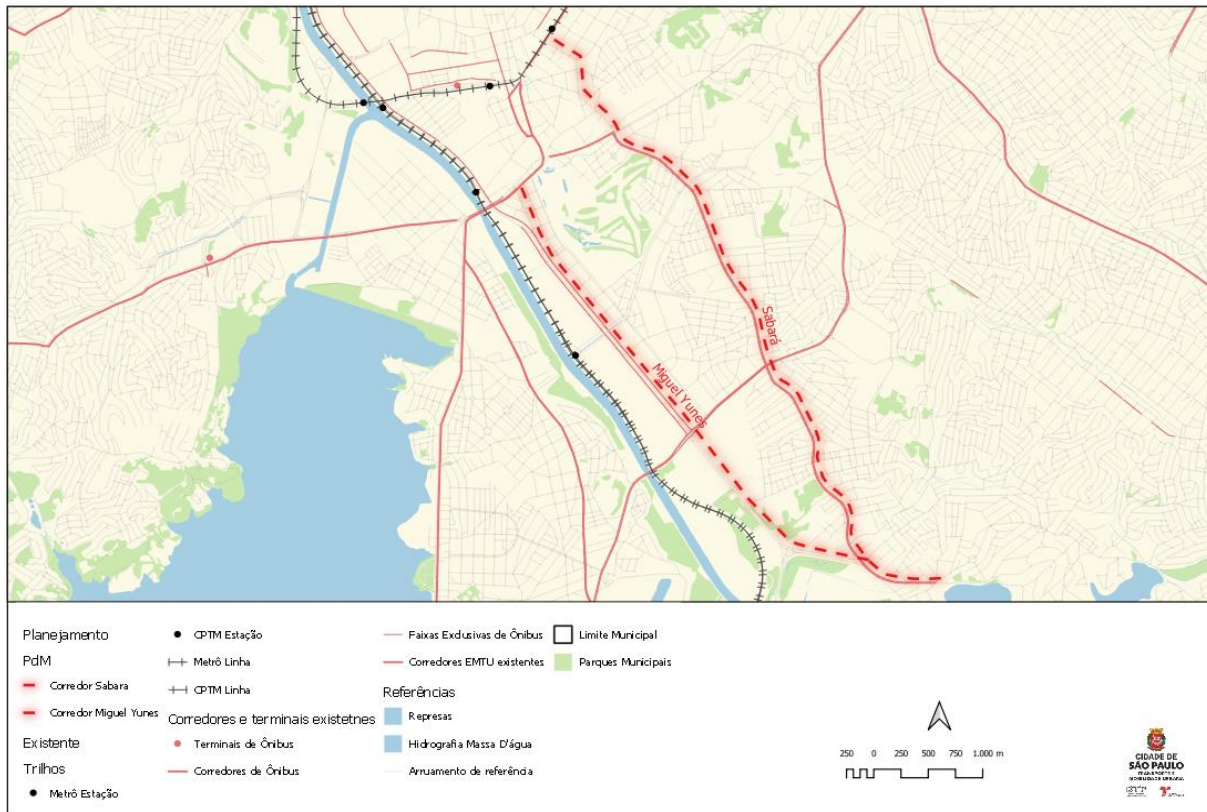 Sabará
Miguel Yunes
Planejamento
PdM
Corredor Sabara
Corredor Miguel Yunes
Existente
Trilhos
Metrô Estação
CPTM Estação
Metrô Linha
CPTM Linha
Corredores e terminais existetnes
Terminais de Ônibus
Corredores de Ônibus
Faixas Exclusivas de Ônibus
Corredores EMTU existentes
Referências
Represas
Hidrografia Massa D'água
Arruamento de referência
Limite Municipal
Parques Municipais
250 0 250 500 750 1.000 m
CIDADE DE
SÃO PAULO
TRANSPORTE E
MOBILIDADE URBANA